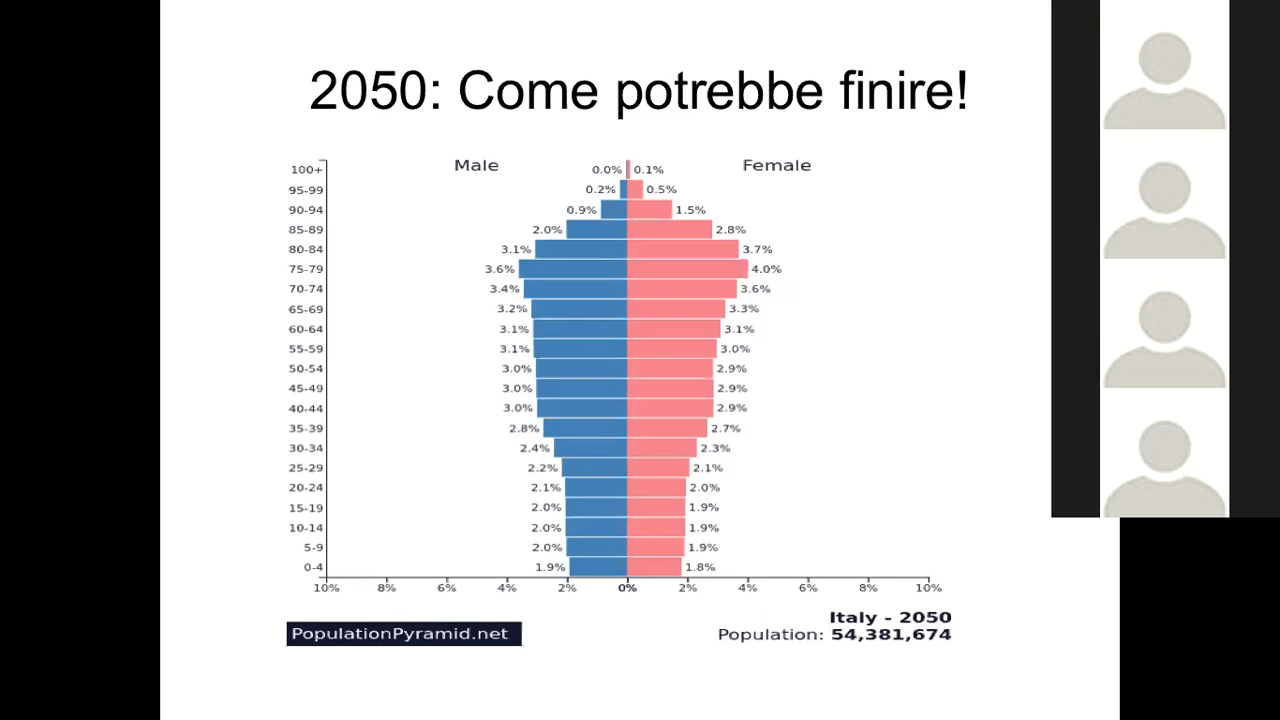 2050: Come potrebbe finire!
Male Female
100+ 0.0% 0.1%
95-99 0.2% 0.5%
90-94 0.9% 1.5%
85-89 2.0% 2.8%
80-84 3.1% 3.7%
75-79 3.6% 4.0%
70-74 3.4% 3.6%
65-69 3.2% 3.3%
60-64 3.1% 3.1%
55-59 3.1% 3.0%
50-54 3.0% 2.9%
45-49 3.0% 2.9%
40-44 3.0% 2.9%
35-39 2.8% 2.7%
30-34 2.4% 2.3%
25-29 2.2% 2.1%
20-24 2.1% 2.0%
15-19 2.0% 1.9%
10-14 2.0% 1.9%
5-9 2.0% 1.9%
0-4 1.9% 1.8%
10% 8% 6% 4% 2% 0% 2% 4% 6% 8% 10%
Italy - 2050
PopulationPyramid.net Population: 54,381,674